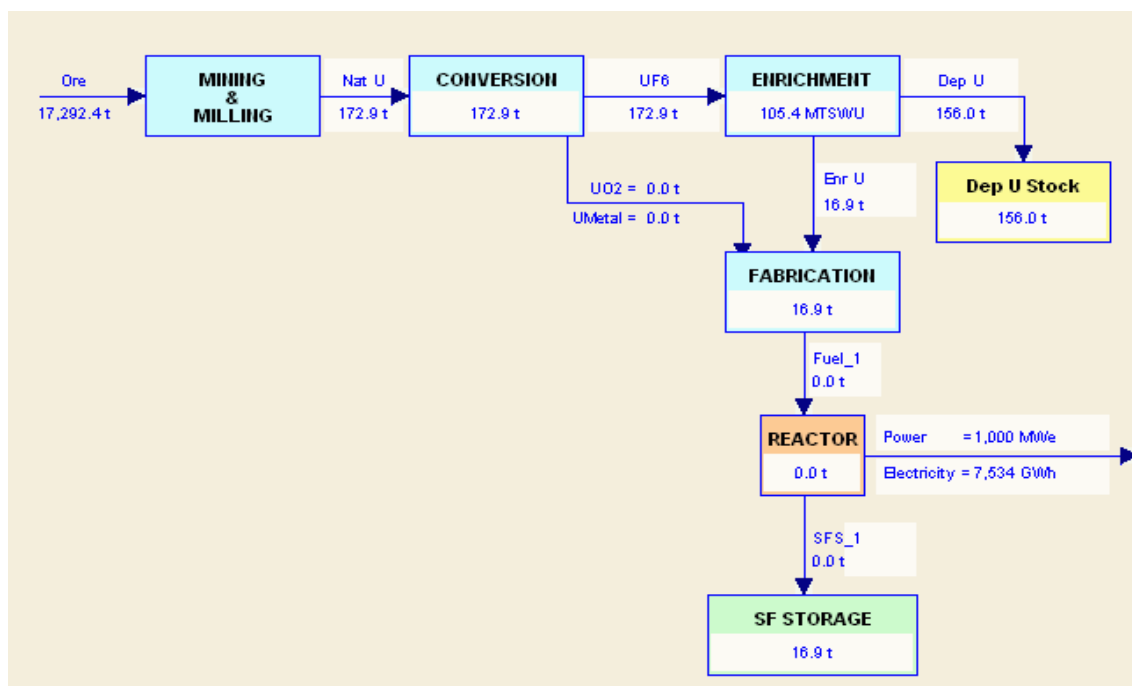 Ore
17,292.4 t
MINING
&
MILLING
Nat U
172.9 t
CONVERSION
172.9 t
UF6
172.9 t
ENRICHMENT
105.4 MTSWU
Dep U
156.0 t
Dep U Stock
156.0 t
UO2 = 0.0 t
UMetal = 0.0 t
Enr U
16.9 t
FABRICATION
16.9 t
Fuel_1
0.0 t
REACTOR
0.0 t
Power = 1,000 MWe
Electricity = 7,534 GWh
SFS_1
0.0 t
SF STORAGE
16.9 t